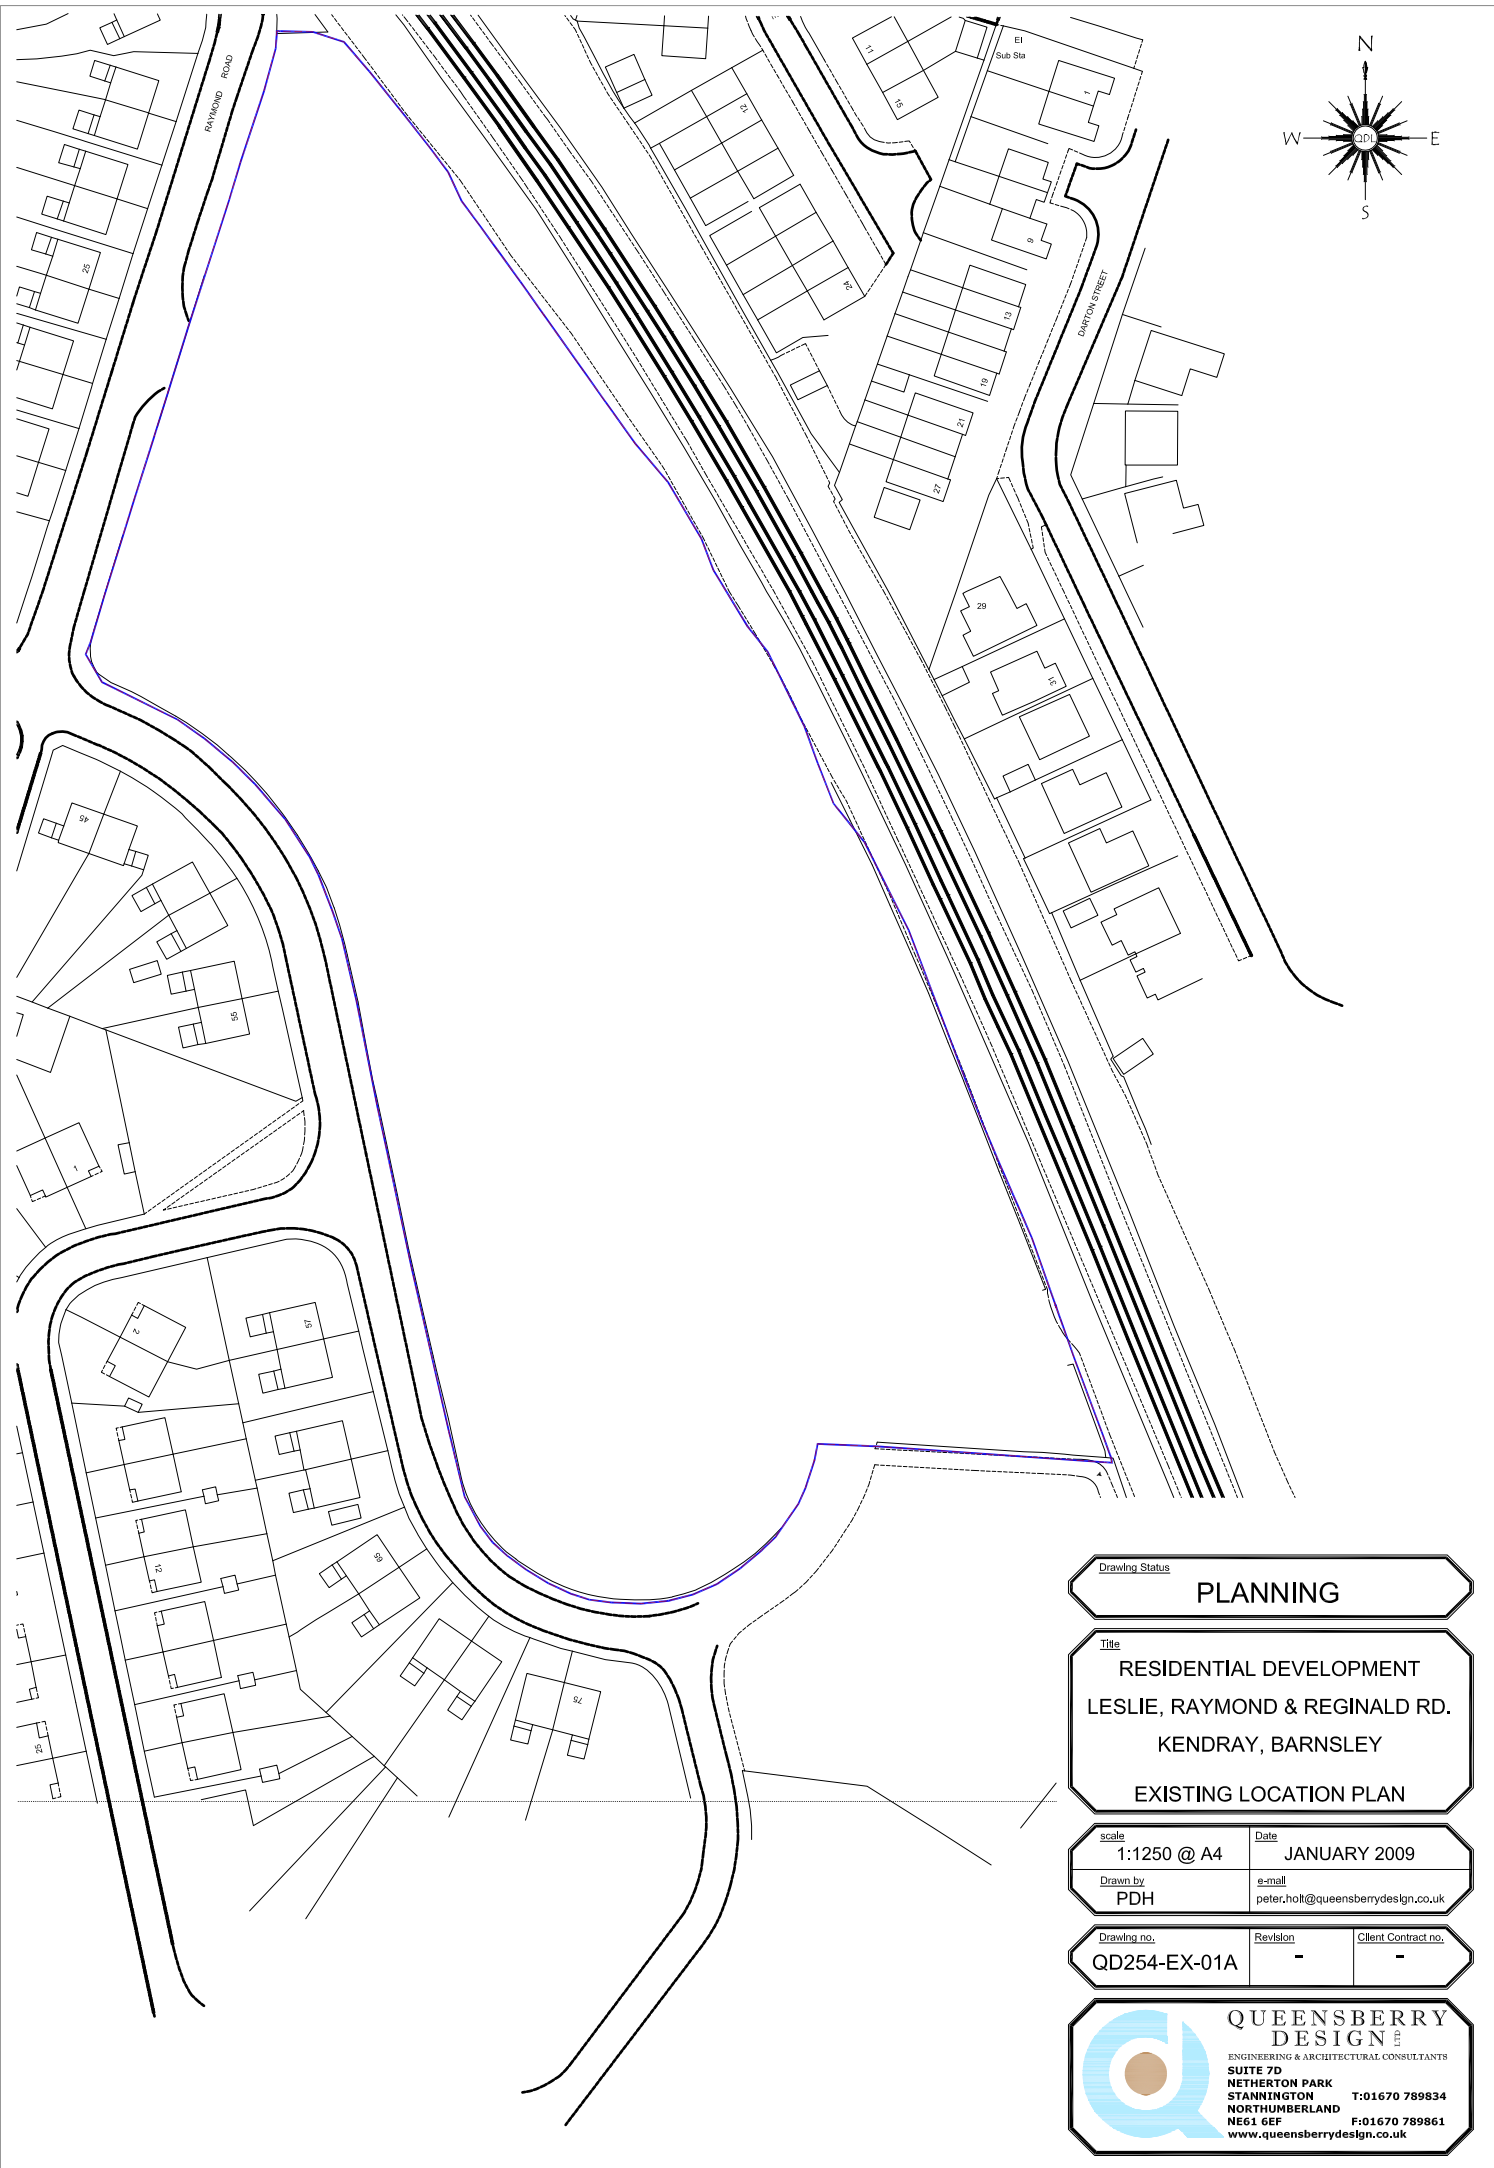 RAYMOND ROAD
El
Sub Sta
N
W
QDL
E
S
11
15
12
24
1
9
13
19
21
27
DARTON STREET
25
29
31
45
55
1
2
57
12
65
75
25
Drawing Status
PLANNING
Title
RESIDENTIAL DEVELOPMENT
LESLIE, RAYMOND & REGINALD RD.
KENDRAY, BARNSLEY
EXISTING LOCATION PLAN
scale
1:1250 @ A4
Date
JANUARY 2009
Drawn by
PDH
e-mail
peter.holt@queensberrydesign.co.uk
Drawing no.
QD254-EX-01A
Revision
-
Client Contract no.
-
QUEENSBERRY
DESIGN LTD
ENGINEERING & ARCHITECTURAL CONSULTANTS
SUITE 7D
NETHERTON PARK
STANNINGTON T:01670 789834
NORTHUMBERLAND
NE61 6EF F:01670 789861
www.queensberrydesign.co.uk